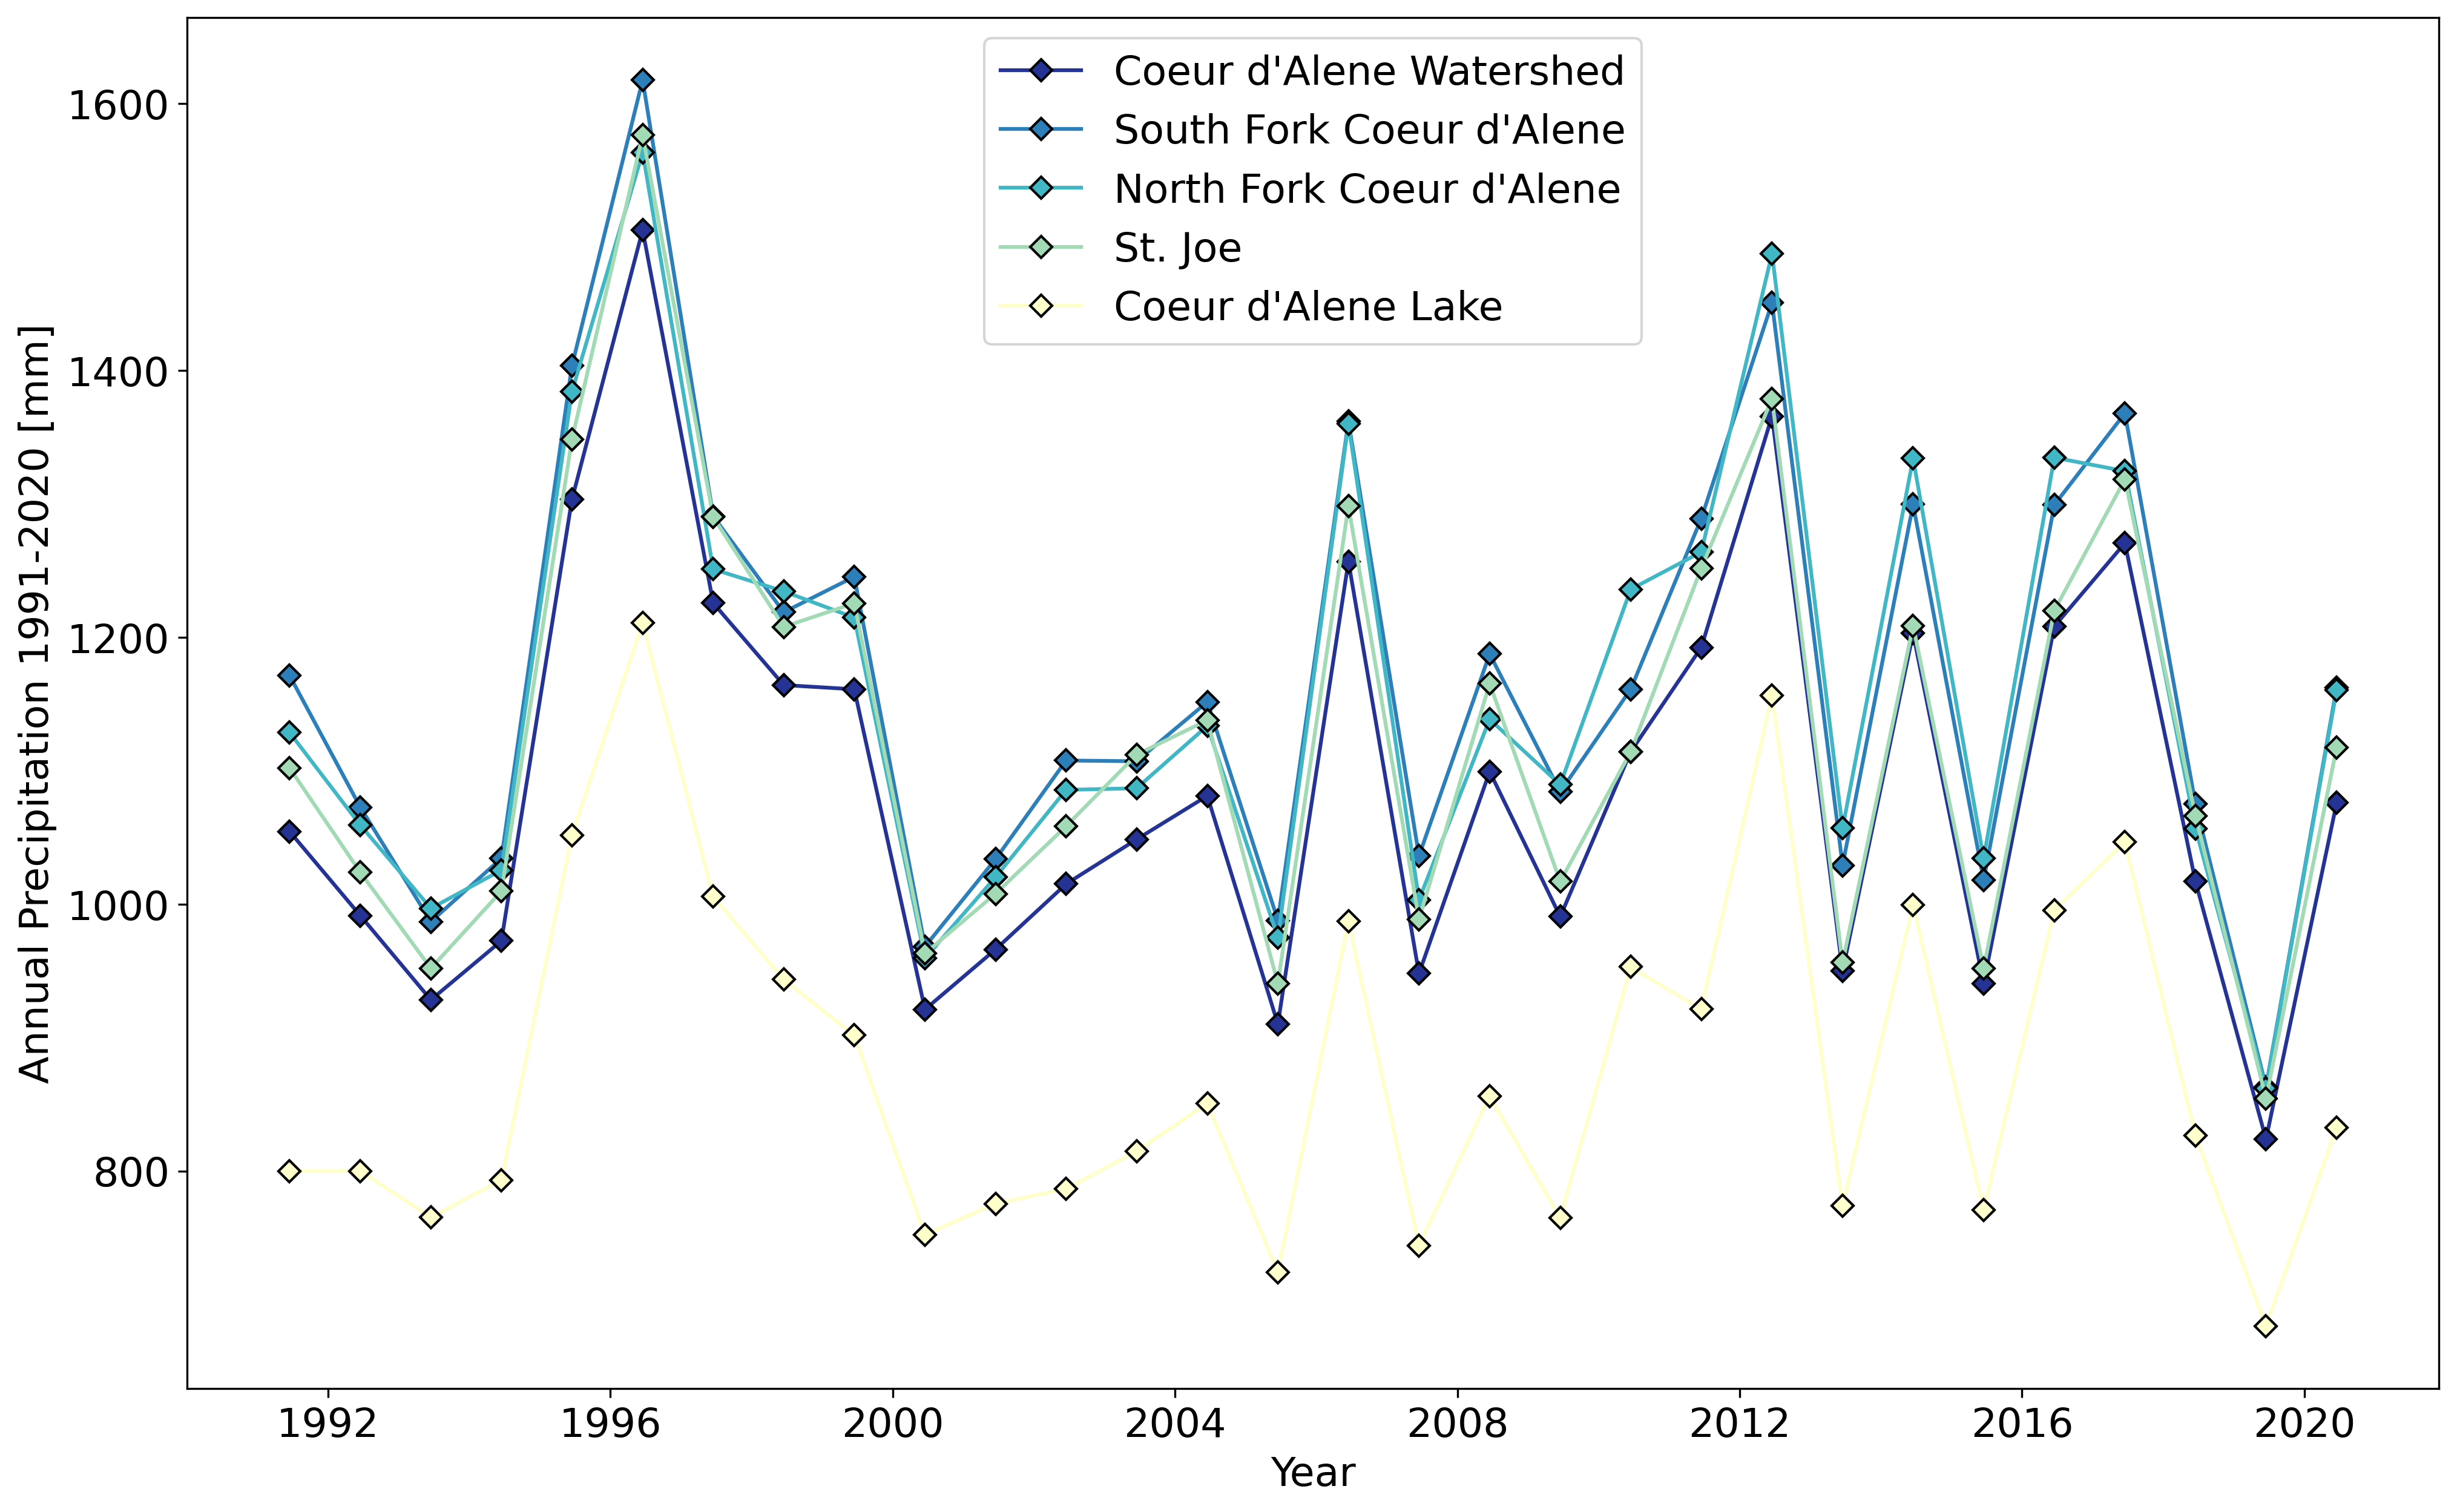 Coeur d'Alene Watershed
South Fork Coeur d'Alene
North Fork Coeur d'Alene
St. Joe
Coeur d'Alene Lake
Annual Precipitation 1991-2020 [mm]
1600
1400
1200
1000
800
1992
1996
2000
2004
2008
2012
2016
2020
Year